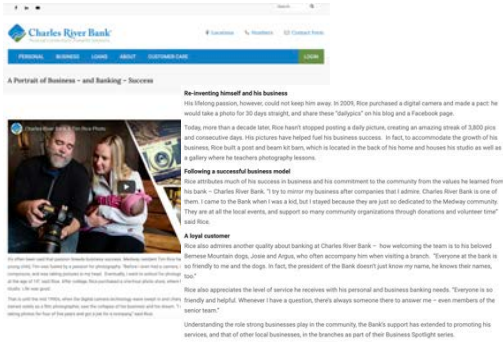 Search
Charles River Bank
Locations
Numbers
Contact Form
PERSONAL
BUSINESS
LOANS
ABOUT
CUSTOMER CARE
LOGIN
A Portrait of Business – and Banking – Success
Charles River Bank & Tim Rice Photo
Re-inventing himself and his business
His lifelong passion, however, could not keep him away. In 2009, Rice purchased a digital camera and made a pact: he
would take a photo for 30 days straight, and share these "dailypics" on his blog and a Facebook page.
Today, more than a decade later, Rice hasn't stopped posting a daily picture, creating an amazing streak of 3,800 pics
and consecutive days. His pictures have helped fuel his business success. In fact, to accommodate the growth of his
business, Rice built a post and beam kit barn, which is located in the back of his home and houses his studio as well as
a gallery where he teachers photography lessons.
Following a successful business model
Rice attributes much of his success in business and his commitment to the community from the values he learned from
his bank – Charles River Bank. "I try to mirror my business after companies that I admire. Charles River Bank is one of
them. I came to the Bank when I was a kid, but I stayed because they are just so dedicated to the Medway community.
They are at all the local events, and support so many community organizations through donations and volunteer time"
said Rice.
A loyal customer
Rice also admires another quality about banking at Charles River Bank – how welcoming the team is to his beloved
Bernese Mountain dogs, Josie and Argus, who often accompany him when visiting a branch. "Everyone at the bank is
so friendly to me and the dogs. In fact, the president of the Bank doesn't just know my name, he knows their names,
too."
Rice also appreciates the level of service he receives with his personal and business banking needs. "Everyone is so
friendly and helpful. Whenever I have a question, there's always someone there to answer me – even members of the
senior team."
Understanding the role strong businesses play in the community, the Bank's support has extended to promoting his
services, and that of other local businesses, in the branches as part of their Business Spotlight series.